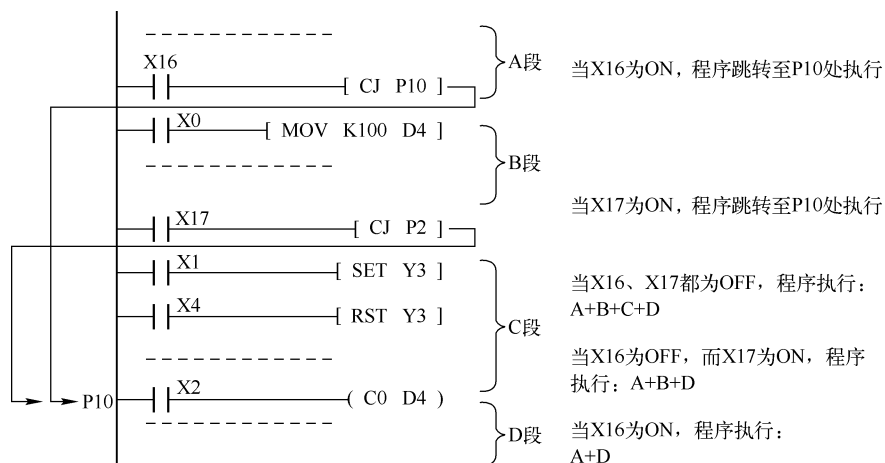 X16
[ CJ P10 ]
A段
当X16为ON,程序跳转至P10处执行
X0
[ MOV K100 D4 ]
B段
X17
[ CJ P2 ]
当X17为ON,程序跳转至P10处执行
X1
[ SET Y3 ]
X4
[ RST Y3 ]
C段
当X16、X17都为OFF,程序执行:
A+B+C+D
当X16为OFF,而X17为ON,程序
执行:A+B+D
P10
X2
( C0 D4 )
D段
当X16为ON,程序执行:
A+D